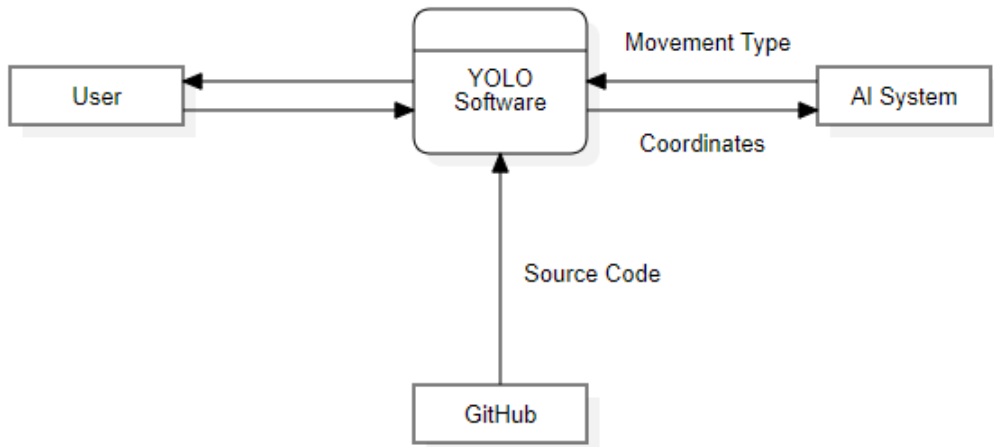 Movement Type
User
YOLO
Software
AI System
Coordinates
Source Code
GitHub